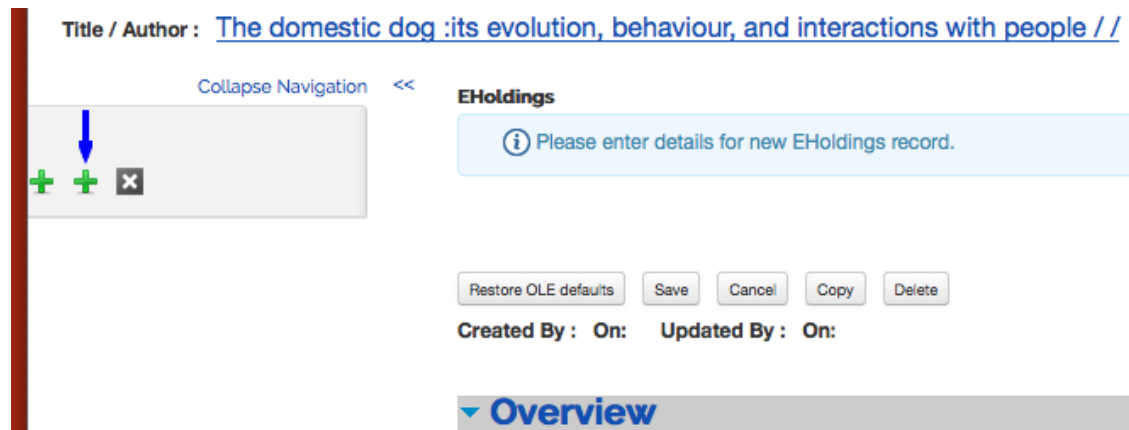 Title / Author : The domestic dog :its evolution, behaviour, and interactions with people / /
Collapse Navigation <<
EHoldings
Please enter details for new EHoldings record.
Restore OLE defaults Save Cancel Copy Delete
Created By : On: Updated By : On:
Overview